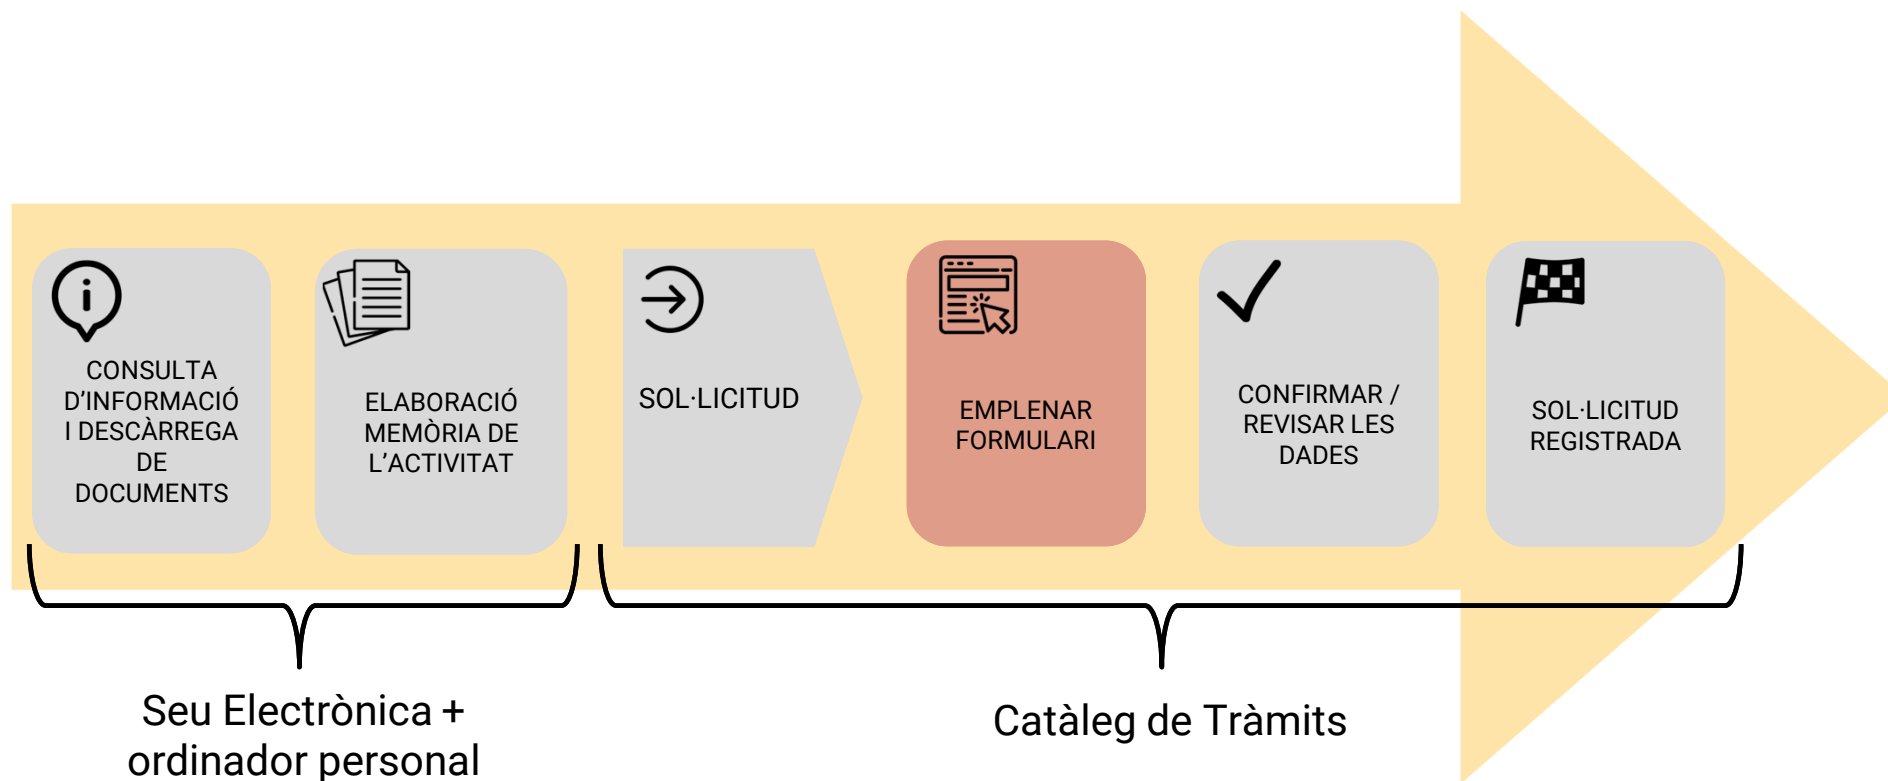 CONSULTA
D’INFORMACIÓ
I DESCÀRREGA
DE
DOCUMENTS
ELABORACIÓ
MEMÒRIA DE
L’ACTIVITAT
SOL·LICITUD
EMPLENAR
FORMULARI
CONFIRMAR /
REVISAR LES
DADES
SOL·LICITUD
REGISTRADA
Seu Electrònica +
ordinador personal
Catàleg de Tràmits